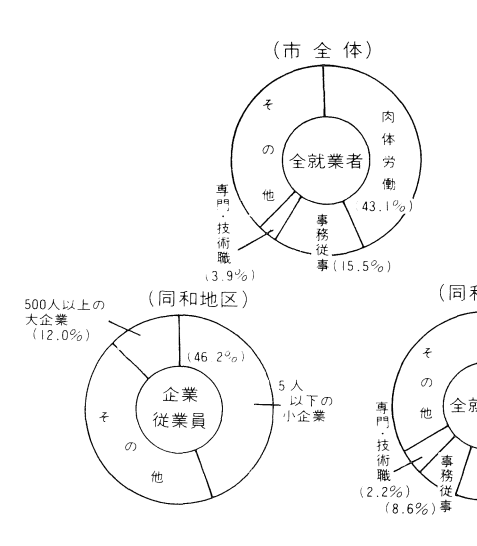 (市全体)
その他
肉体労働
(43.1%)
全就業者
専門・技術職
(3.9%)
事務従事(15.5%)
(同和地区)
500人以上の
大企業
(12.0%)
(46.2%)
企業
従業員
5人
以下の
小企業
その他
(同和
その他
全就
専門・技術職
(2.2%)
事務従事
(8.6%)